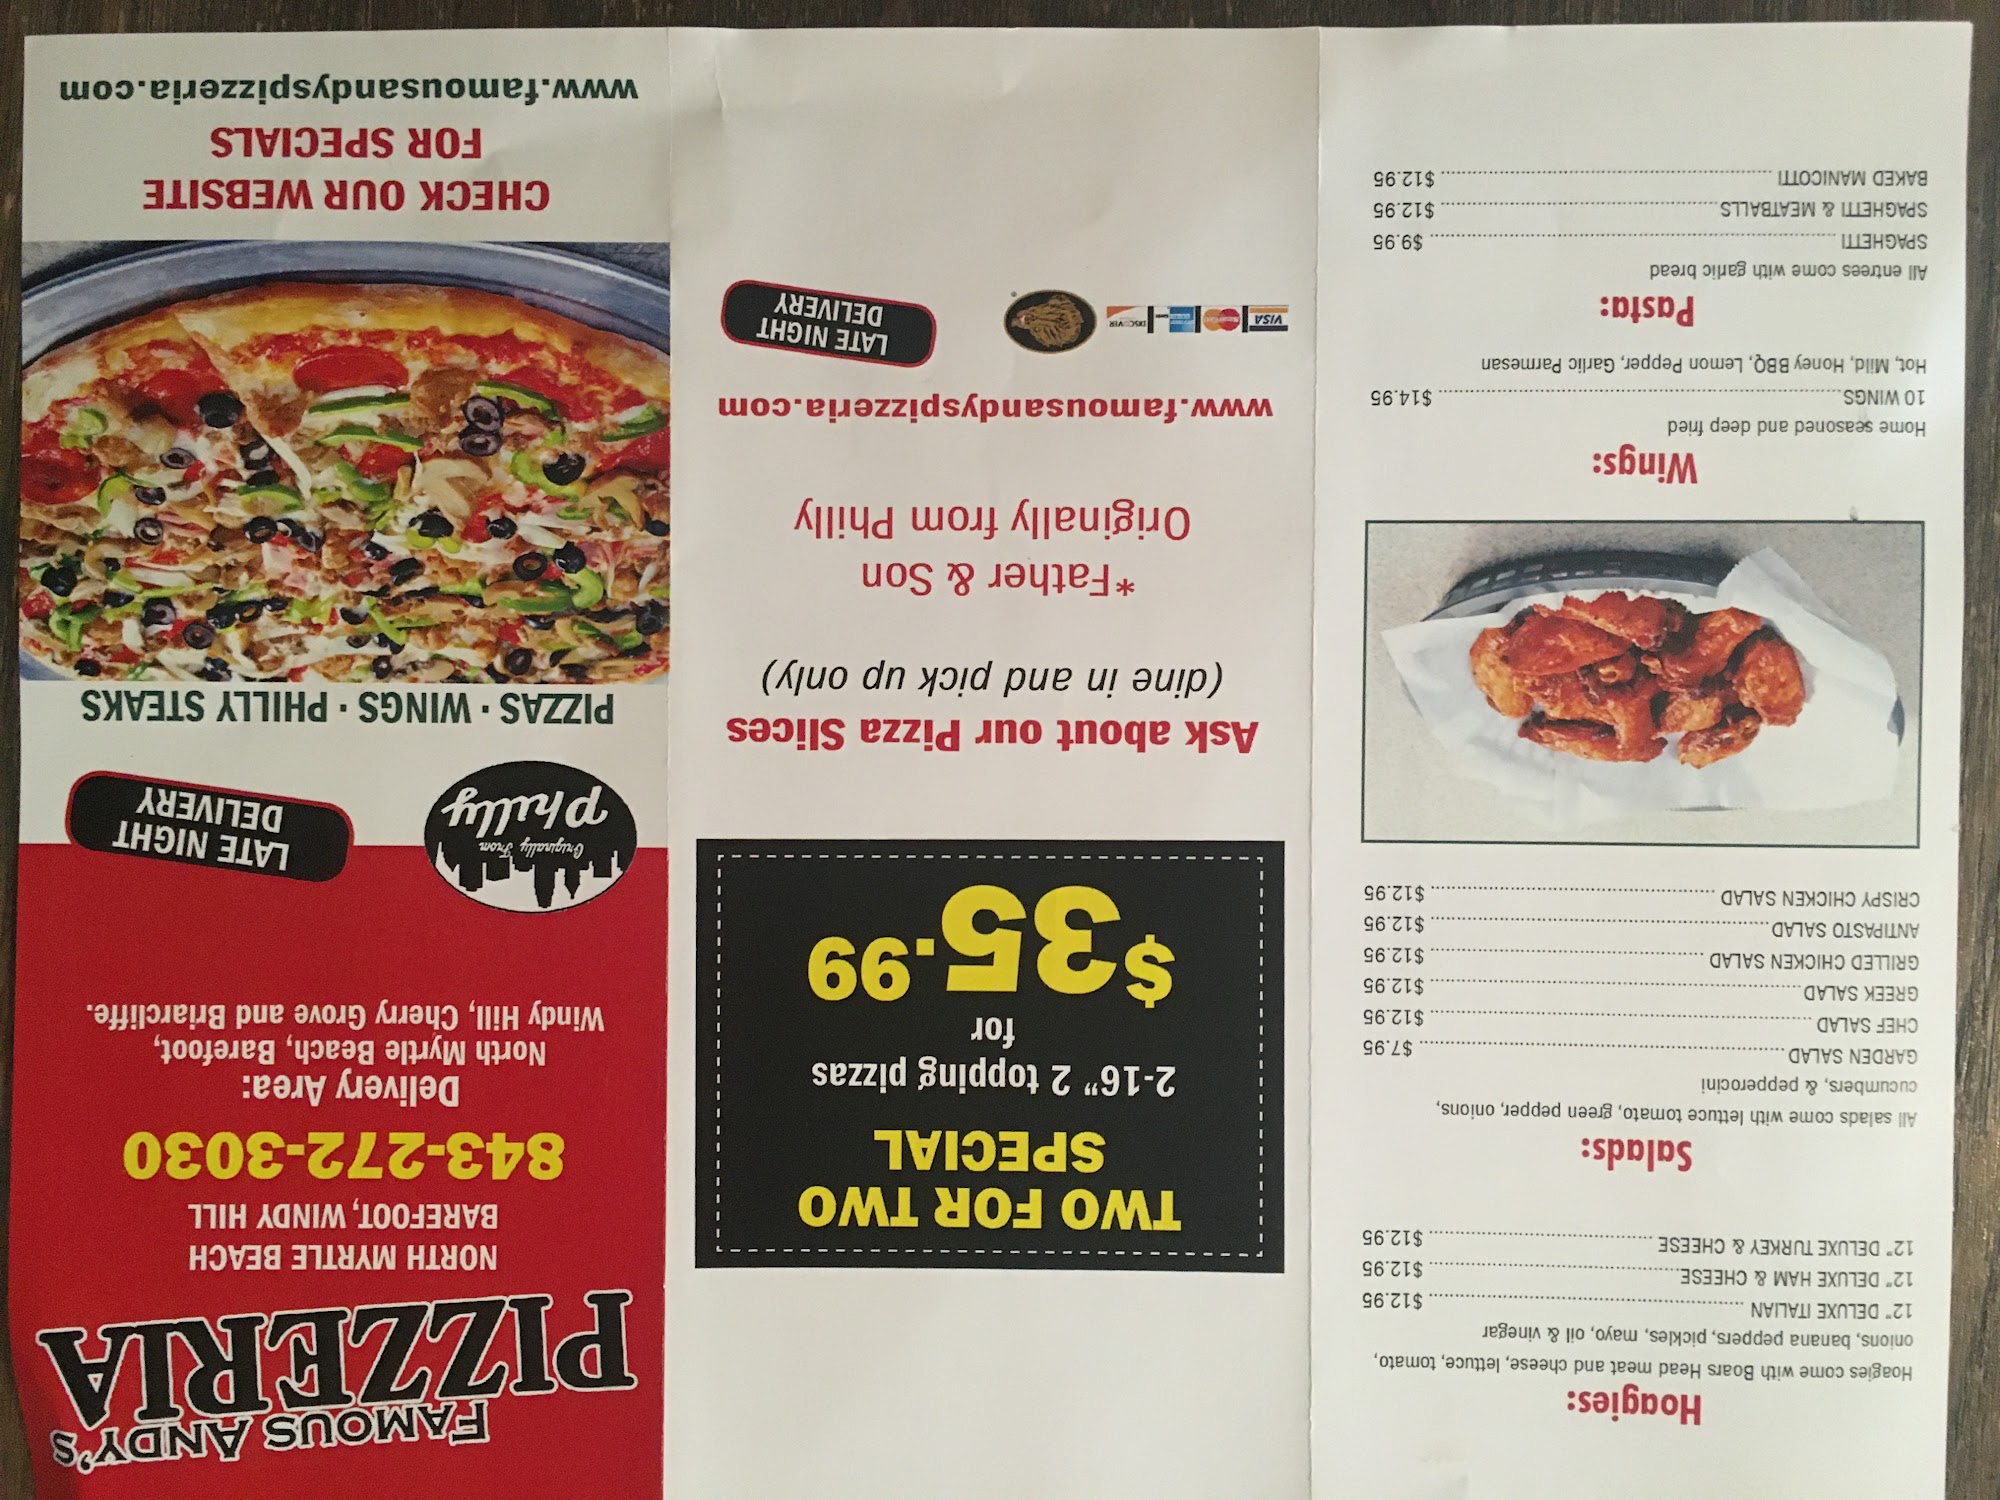 Hoagies:
Hoagies come with Boars Head meat and cheese, lettuce, tomato,
onions, banana peppers, pickles, mayo, oil & vinegar
12" DELUXE ITALIAN $12.95
12" DELUXE HAM & CHEESE $12.95
12" DELUXE TURKEY & CHEESE $12.95
Salads:
All salads come with lettuce tomato, green pepper, onions,
cucumbers, & pepperocini
GARDEN SALAD $7.95
CHEF SALAD $12.95
GREEK SALAD $12.95
GRILLED CHICKEN SALAD $12.95
ANTIPASTO SALAD $12.95
CRISPY CHICKEN SALAD $12.95
Wings:
Home seasoned and deep fried
10 WINGS $14.95
Hot, Mild, Honey BBQ, Lemon Pepper, Garlic Parmesan
Pasta:
All entrees come with garlic bread
SPAGHETTI $9.95
SPAGHETTI & MEATBALLS $12.95
BAKED MANICOTTI $12.95
TWO FOR TWO
SPECIAL
2-16" 2 topping pizzas
for
$35.99
Ask about our Pizza Slices
(dine in and pick up only)
*Father & Son
Originally from Philly
www.famousandyspizzeria.com
VISA MasterCard DISCOVER
LATE NIGHT
DELIVERY
FAMOUS ANDY'S
PIZZERIA
NORTH MYRTLE BEACH
BAREFOOT, WINDY HILL
843-272-3030
Delivery Area:
North Myrtle Beach, Barefoot,
Windy Hill, Cherry Grove and Briarcliffe.
Originally From
Philly
LATE NIGHT
DELIVERY
PIZZAS · WINGS · PHILLY STEAKS
CHECK OUR WEBSITE
FOR SPECIALS
www.famousandyspizzeria.com